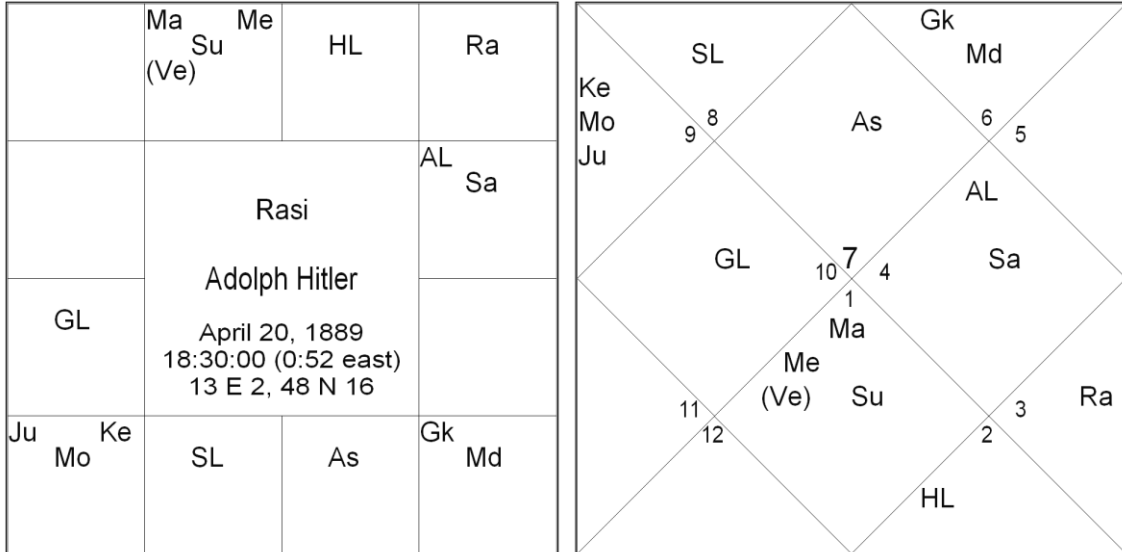 Ma Me
Su
(Ve)
HL
Ra
AL
Sa
Rasi
Adolph Hitler
April 20, 1889
18:30:00 (0:52 east)
13 E 2, 48 N 16
GL
Ju Ke
Mo
SL
As
Gk
Md
Gk
SL
Md
Ke
Mo
Ju
8
As
6
9
5
AL
GL
10
7
4
Sa
1
Ma
Me
(Ve)
Su
11
3
Ra
12
2
HL